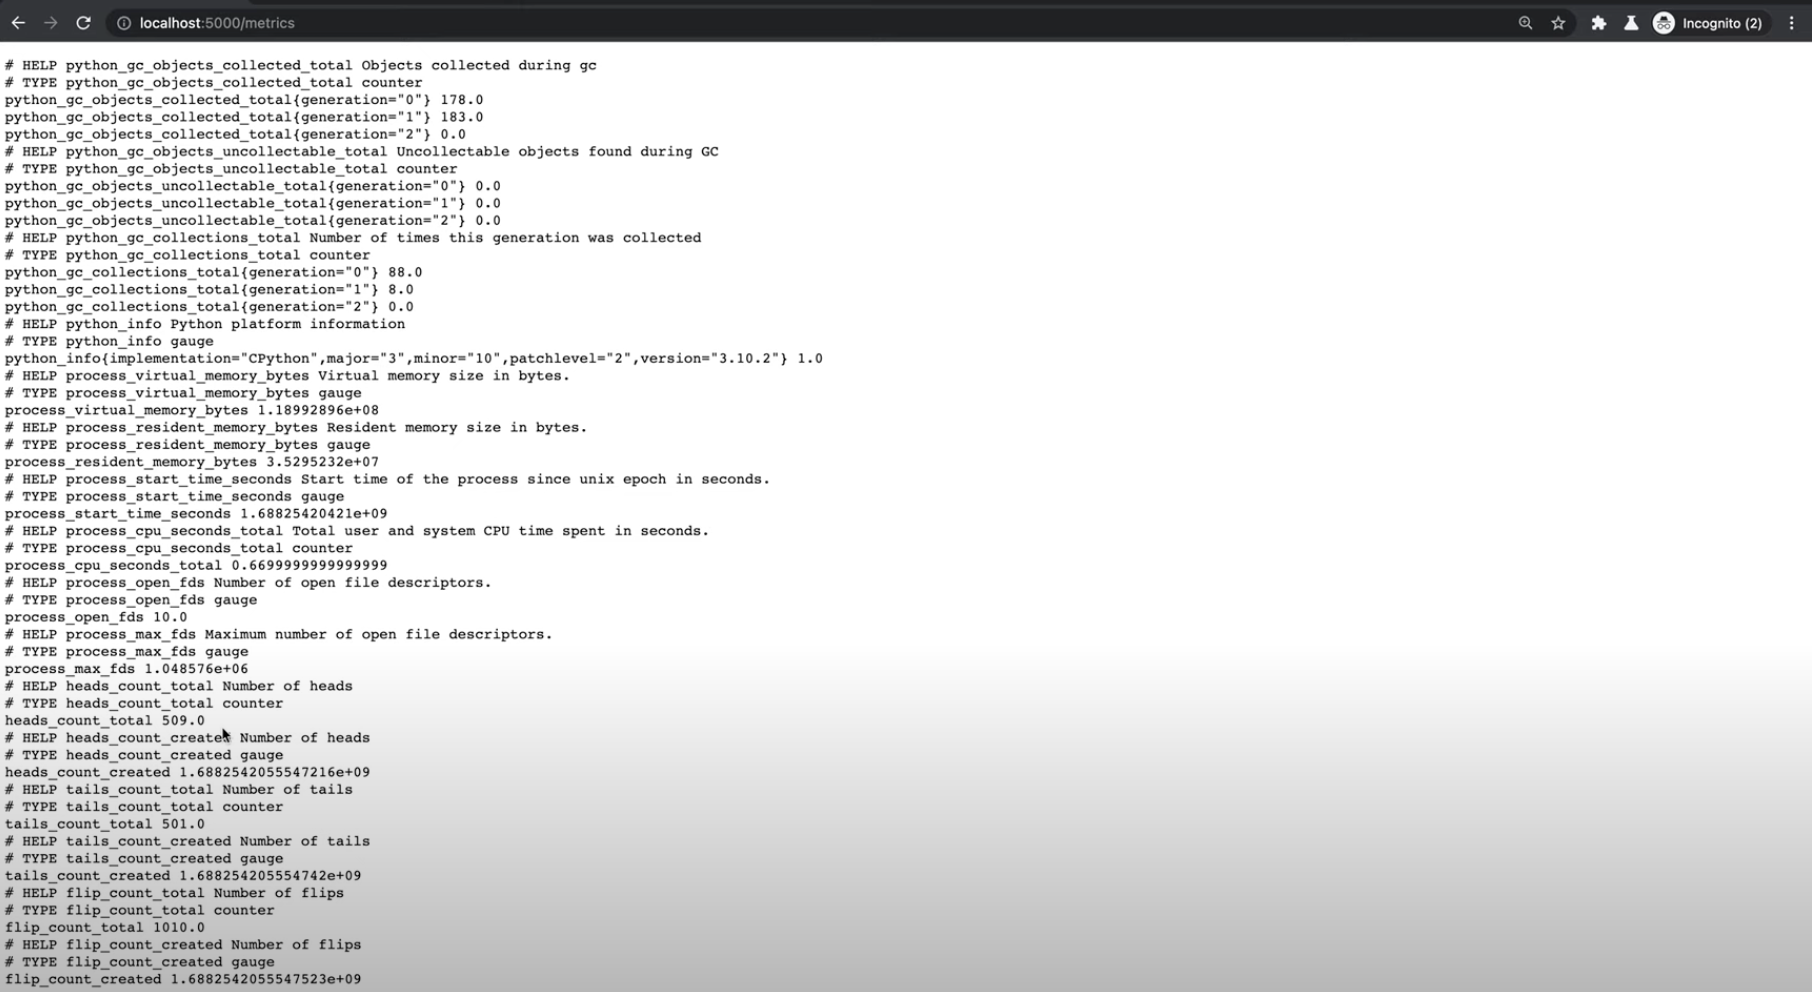 localhost:5000/metrics
Incognito (2)
# HELP python_gc_objects_collected_total Objects collected during gc
# TYPE python_gc_objects_collected_total counter
python_gc_objects_collected_total{generation="0"} 178.0
python_gc_objects_collected_total{generation="1"} 183.0
python_gc_objects_collected_total{generation="2"} 0.0
# HELP python_gc_objects_uncollectable_total Uncollectable objects found during GC
# TYPE python_gc_objects_uncollectable_total counter
python_gc_objects_uncollectable_total{generation="0"} 0.0
python_gc_objects_uncollectable_total{generation="1"} 0.0
python_gc_objects_uncollectable_total{generation="2"} 0.0
# HELP python_gc_collections_total Number of times this generation was collected
# TYPE python_gc_collections_total counter
python_gc_collections_total{generation="0"} 88.0
python_gc_collections_total{generation="1"} 8.0
python_gc_collections_total{generation="2"} 0.0
# HELP python_info Python platform information
# TYPE python_info gauge
python_info{implementation="CPython",major="3",minor="10",patchlevel="2",version="3.10.2"} 1.0
# HELP process_virtual_memory_bytes Virtual memory size in bytes.
# TYPE process_virtual_memory_bytes gauge
process_virtual_memory_bytes 1.18992896e+08
# HELP process_resident_memory_bytes Resident memory size in bytes.
# TYPE process_resident_memory_bytes gauge
process_resident_memory_bytes 3.5295232e+07
# HELP process_start_time_seconds Start time of the process since unix epoch in seconds.
# TYPE process_start_time_seconds gauge
process_start_time_seconds 1.68825420421e+09
# HELP process_cpu_seconds_total Total user and system CPU time spent in seconds.
# TYPE process_cpu_seconds_total counter
process_cpu_seconds_total 0.6699999999999999
# HELP process_open_fds Number of open file descriptors.
# TYPE process_open_fds gauge
process_open_fds 10.0
# HELP process_max_fds Maximum number of open file descriptors.
# TYPE process_max_fds gauge
process_max_fds 1.048576e+06
# HELP heads_count_total Number of heads
# TYPE heads_count_total counter
heads_count_total 509.0
# HELP heads_count_created Number of heads
# TYPE heads_count_created gauge
heads_count_created 1.6882542055547216e+09
# HELP tails_count_total Number of tails
# TYPE tails_count_total counter
tails_count_total 501.0
# HELP tails_count_created Number of tails
# TYPE tails_count_created gauge
tails_count_created 1.688254205554742e+09
# HELP flip_count_total Number of flips
# TYPE flip_count_total counter
flip_count_total 1010.0
# HELP flip_count_created Number of flips
# TYPE flip_count_created gauge
flip_count_created 1.6882542055547523e+09